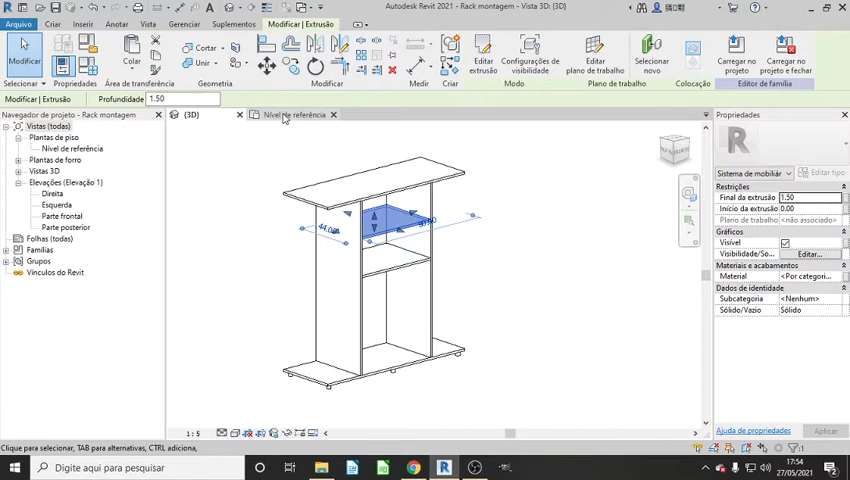 Autodesk Revit 2021 - Rack montagem - Vista 3D: {3D}
Arquivo Criar Inserir Anotar Vista Gerenciar Suplementos Modificar | Extrusão
Modificar
Colar
Cortar
Unir
Editar
extrusão
Configurações
de visibilidade
Editar
plano de trabalho
Selecionar
novo
Carregar no
projeto
Carregar no
projeto e fechar
Selecionar Propriedades Área de transferência Geometria Modificar Medir Criar Modo Plano de trabalho Colocação Editor de família
Modificar | Extrusão Profundidade 1.50
Navegador de projeto - Rack montagem
{3D}
Nível de referência
Propriedades
Vistas (todas)
Plantas de piso
Nível de referência
Plantas de forro
Vistas 3D
Elevações (Elevação 1)
Direita
Esquerda
Parte frontal
Parte posterior
Folhas (todas)
Famílias
Grupos
Vínculos do Revit
Sistema de mobiliár
Editar tipo
Restrições
Final da extrusão 1.50
Início da extrusão 0.00
Plano de trabalho <não associado>
Gráficos
Visível
Visibilidade/So... Editar...
Materiais e acabamentos
Material <Por categori...
Dados de identidade
Subcategoria <Nenhum>
Sólido/Vazio Sólido
Ajuda de propriedades Aplicar
1 : 5
Clique para selecionar, TAB para alternativas, CTRL adiciona,
:1
Digite aqui para pesquisar
17:54
27/05/2021